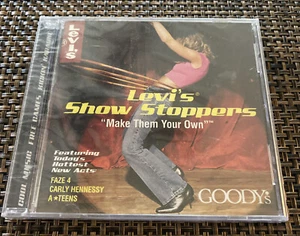 Levi's
Levi's
Show Stoppers
"Make Them Your Own"™
Featuring
Today's
Hottest
New Acts
FAZE 4
CARLY HENNESSY
A★TEENS
GOODY'S